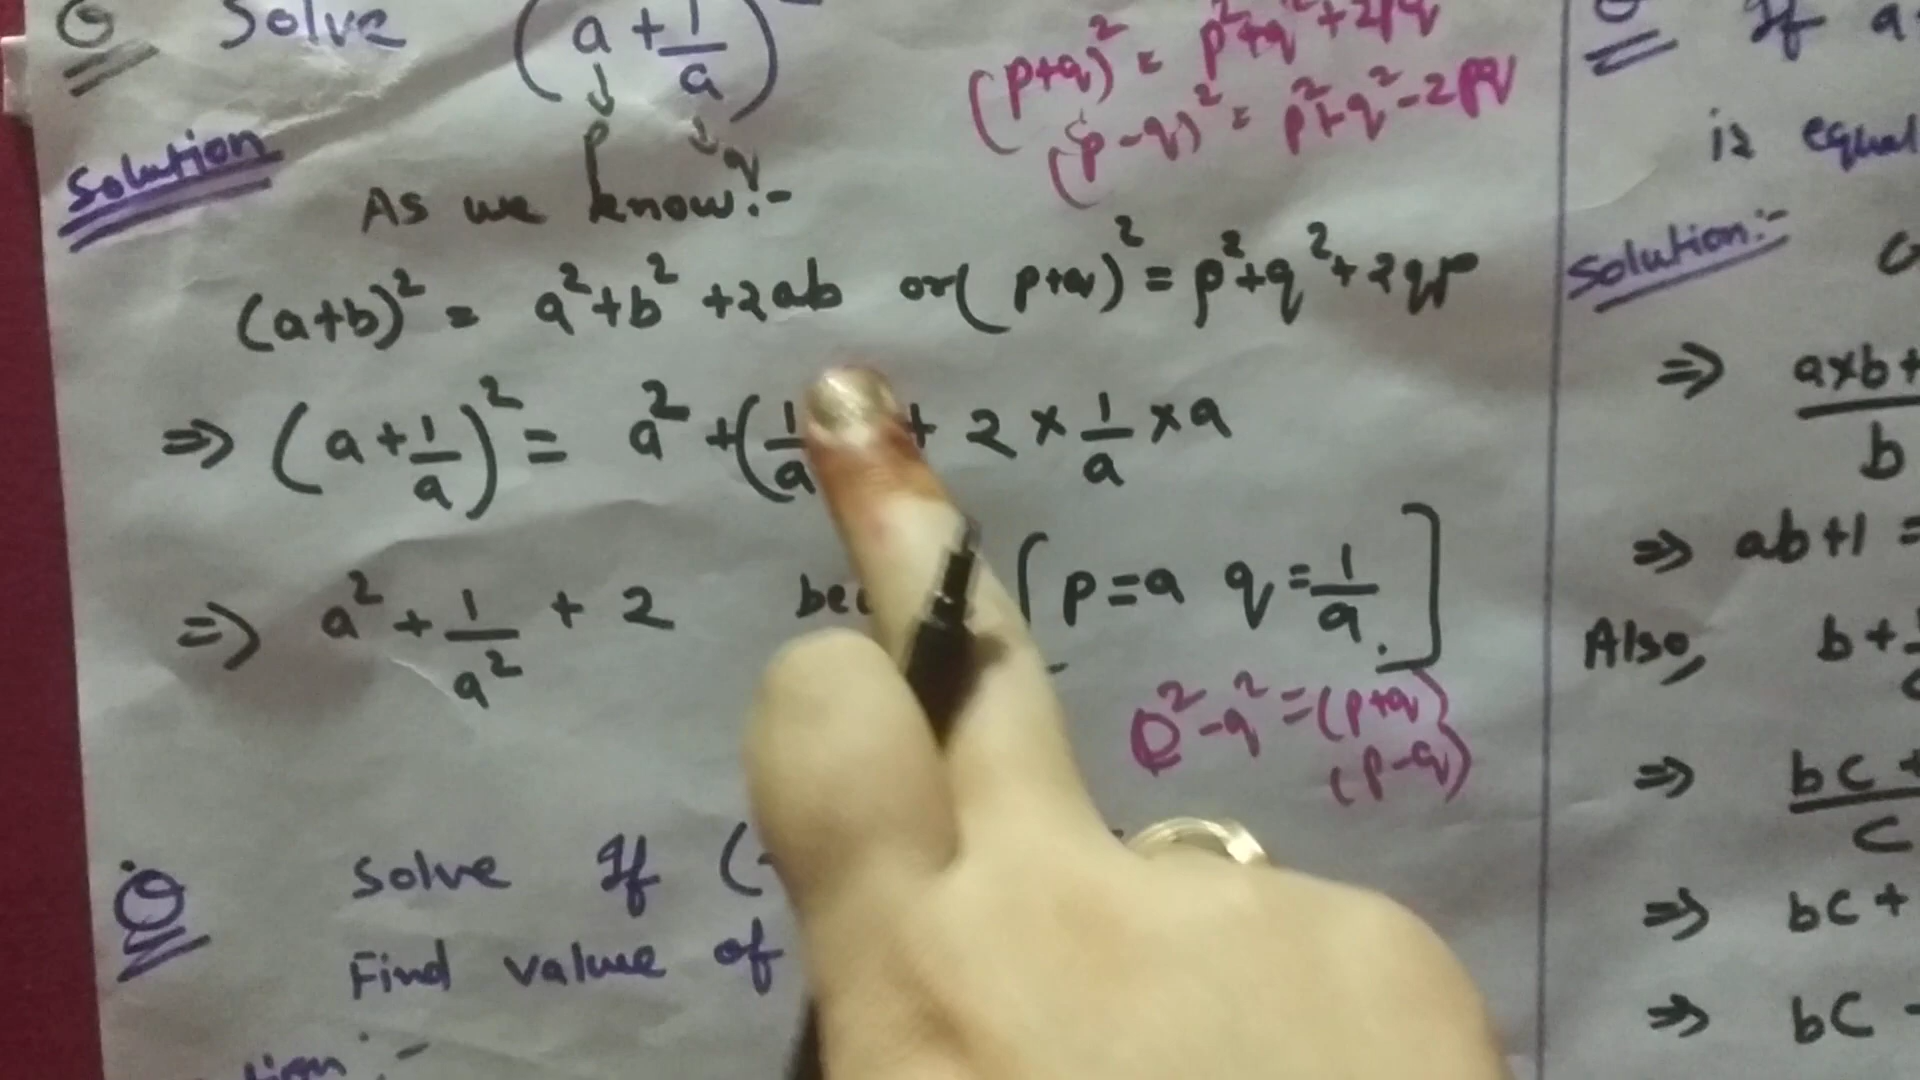 Q Solve (a + 1/a)
p q
(p+q)² = p²+q²+2pq
(p-q)² = p²+q²-2pq
Solution
As we know:-
(a+b)² = a²+b²+2ab or (p+q)² = p²+q²+2qp
⇒ (a+1/a)² = a² + (1/a + 2 × 1/a × a
⇒ a² + 1/a² + 2 [p=a q=1/a.]
p²-q² = (p+q)
(p-q)
Q Solve If (
Find value of
:-
If a
is equal
Solution:-
⇒ axb+
b
⇒ ab+1 =
Also, b+
⇒ bc+
c
⇒ bc+
⇒ bc -